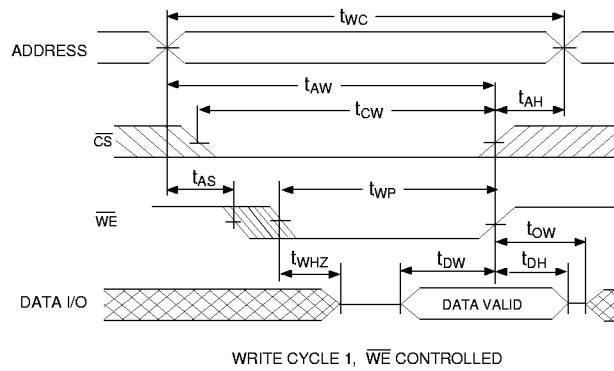 tWC
ADDRESS
tAW
tCW
tAH
CS
tAS
tWP
WE
tOW
tWHZ
tDW
tDH
DATA I/O
DATA VALID
WRITE CYCLE 1, WE CONTROLLED